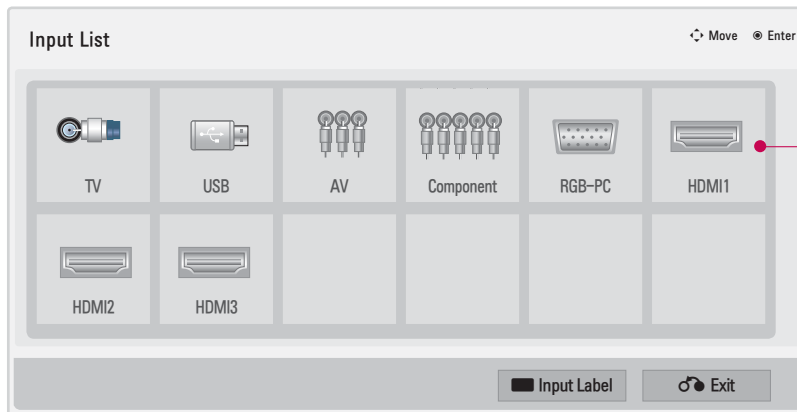 Input List
Move Enter
TV USB AV Component RGB-PC HDMI1
HDMI2 HDMI3
Input Label Exit